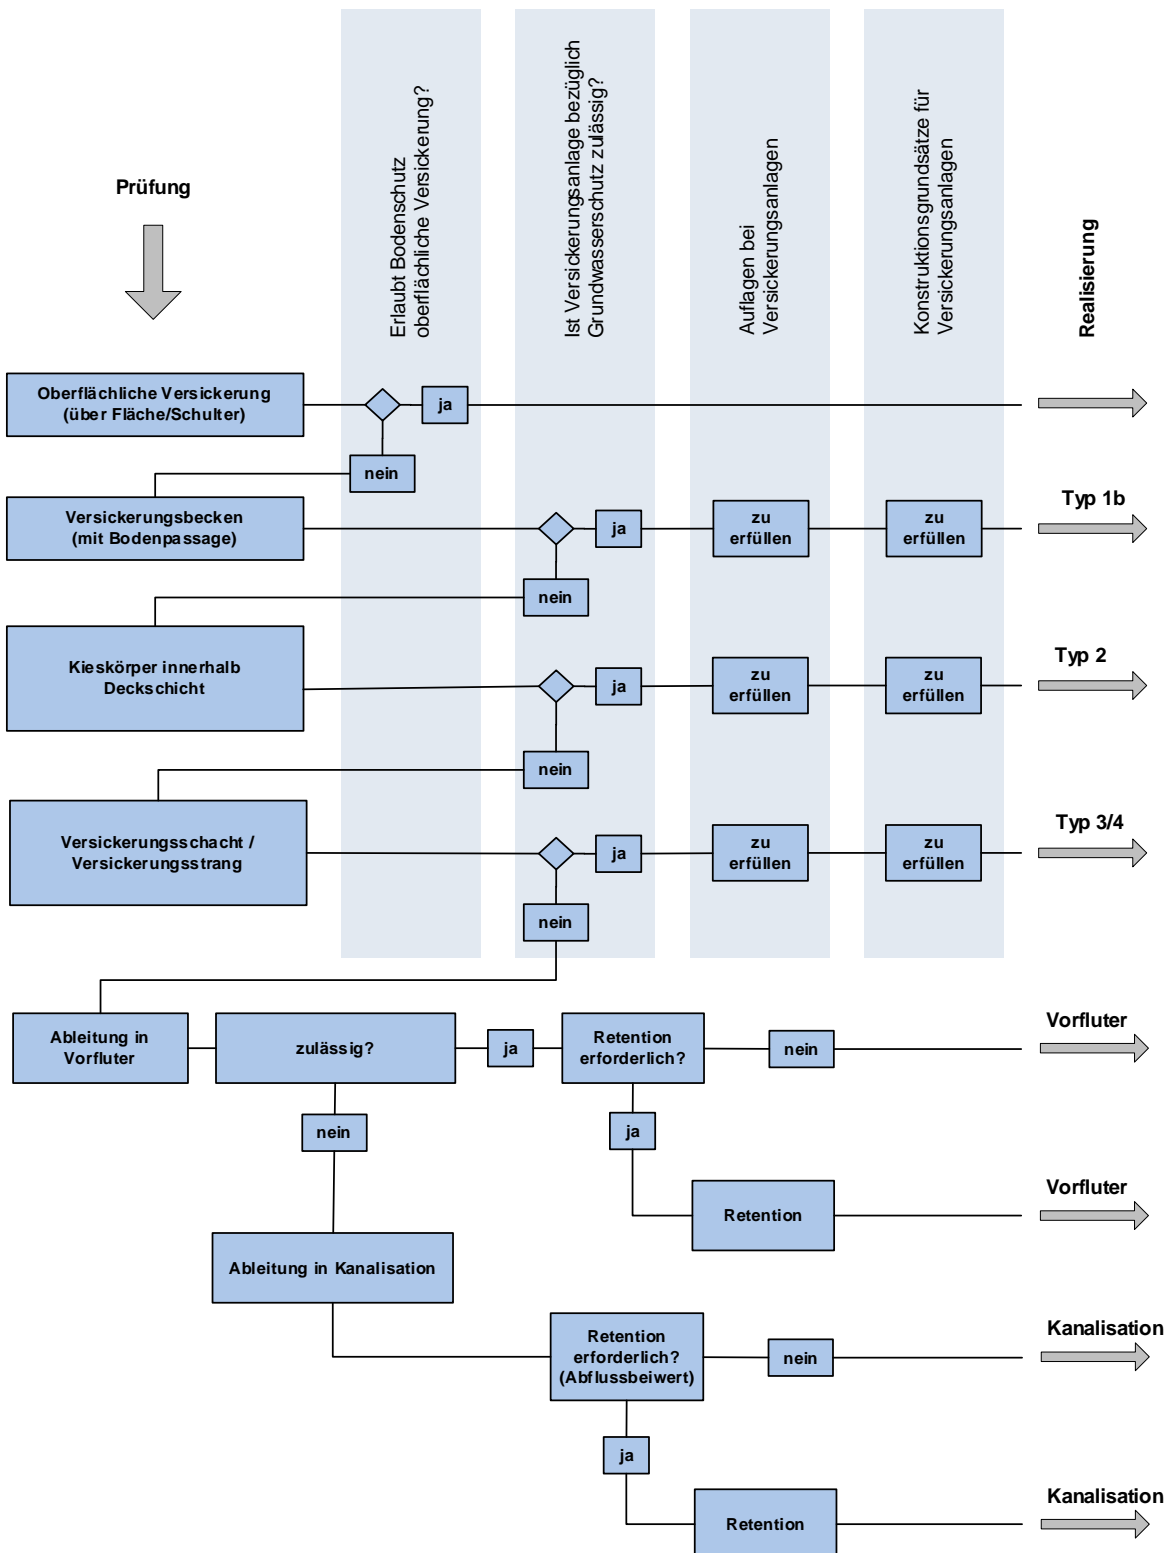 Prüfung
Erlaubt Bodenschutz
oberflächliche Versickerung?
Ist Versickerungsanlage bezüglich
Grundwasserschutz zulässig?
Auflagen bei
Versickerungsanlagen
Konstruktionsgrundsätze für
Versickerungsanlagen
Realisierung
Oberflächliche Versickerung
(über Fläche/Schulter)
ja
nein
Versickerungsbecken
(mit Bodenpassage)
ja
zu
erfüllen
zu
erfüllen
Typ 1b
nein
Kieskörper innerhalb
Deckschicht
ja
zu
erfüllen
zu
erfüllen
Typ 2
nein
Versickerungsschacht /
Versickerungsstrang
ja
zu
erfüllen
zu
erfüllen
Typ 3/4
nein
Ableitung in
Vorfluter
zulässig?
ja
Retention
erforderlich?
nein
Vorfluter
nein
ja
Retention
Vorfluter
Ableitung in Kanalisation
Retention
erforderlich?
(Abflussbeiwert)
nein
Kanalisation
ja
Retention
Kanalisation